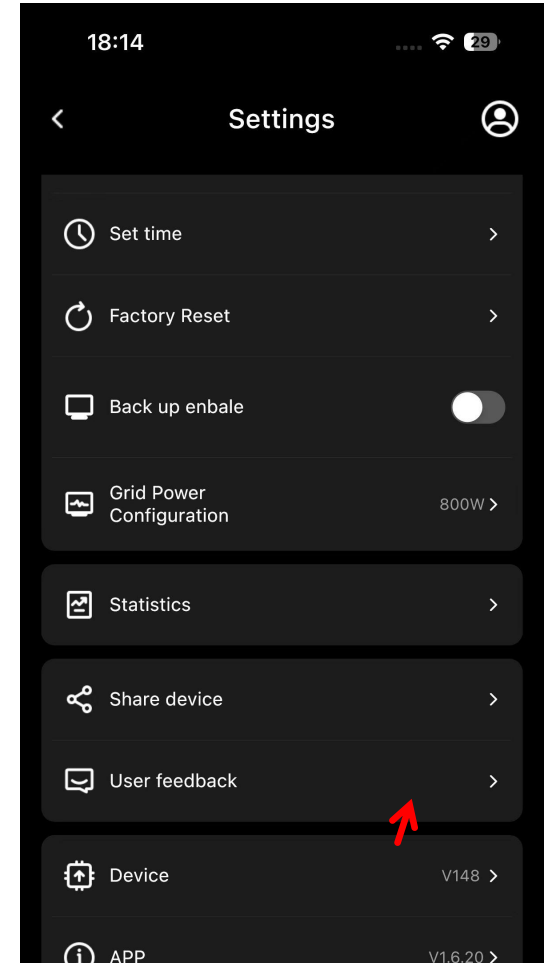 18:14
29
Settings
Set time
Factory Reset
Back up enbale
Grid Power
Configuration
800W
Statistics
Share device
User feedback
Device
V148
APP
V1.6.20